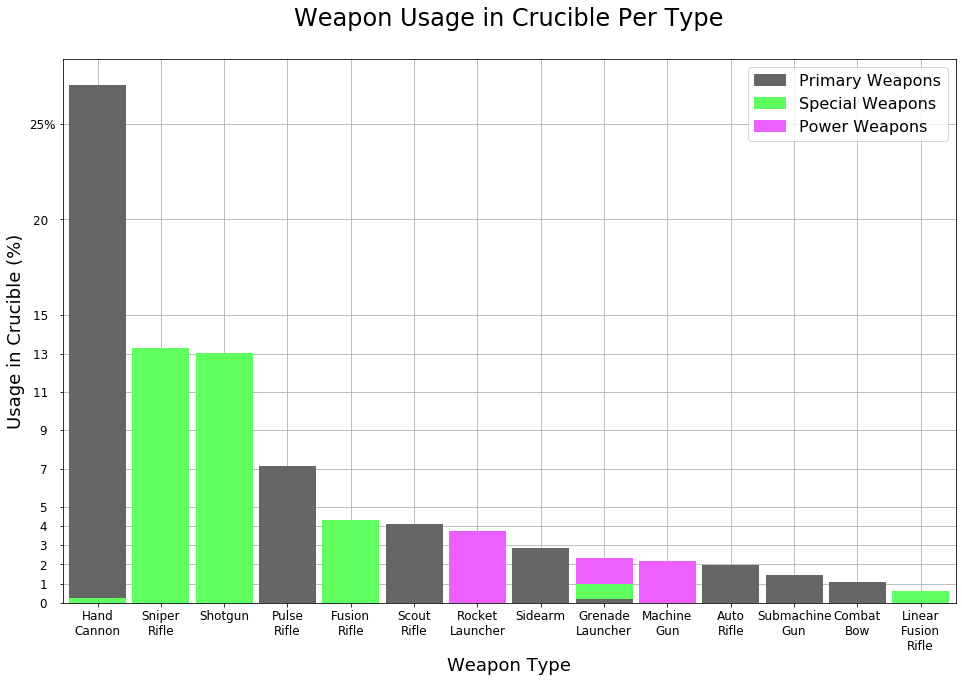 Weapon Usage in Crucible Per Type
Primary Weapons
Special Weapons
Power Weapons
Usage in Crucible (%)
25%
20
15
13
11
9
7
5
4
3
2
1
0
Hand
Cannon
Sniper
Rifle
Shotgun
Pulse
Rifle
Fusion
Rifle
Scout
Rifle
Rocket
Launcher
Sidearm
Grenade
Launcher
Machine
Gun
Auto
Rifle
Submachine
Gun
Combat
Bow
Linear
Fusion
Rifle
Weapon Type